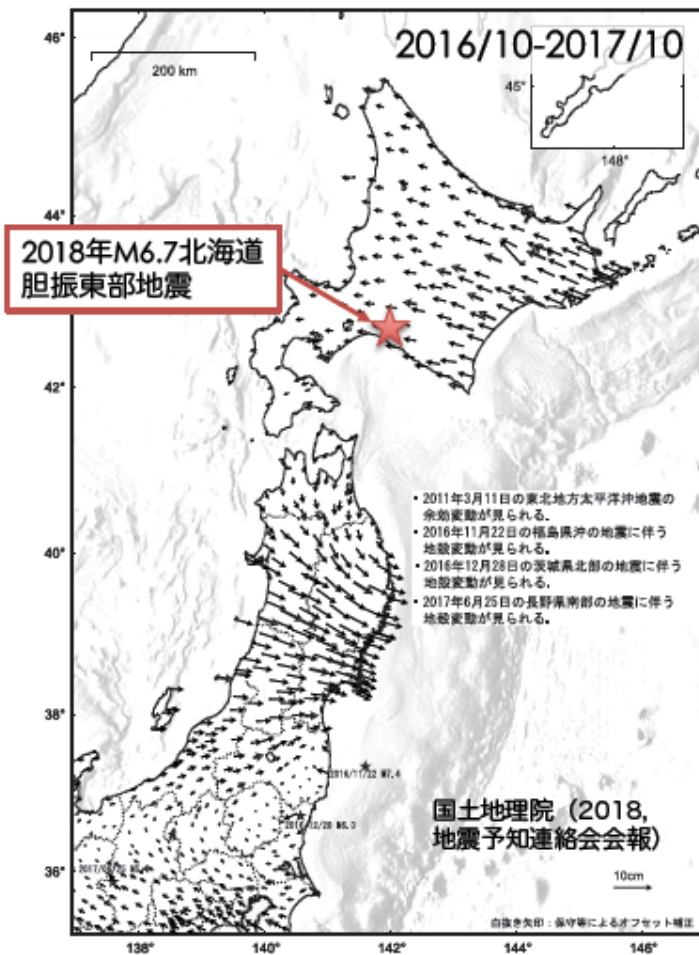 46°
2016/10-2017/10
200 km
45°
148°
44°
2018年M6.7北海道
胆振東部地震
42°
・2011年3月11日の東北地方太平洋沖地震の
余効変動が見られる。
・2016年11月22日の福島県沖の地震に伴う
地殻変動が見られる。
・2016年12月28日の茨城県北部の地震に伴う
地殻変動が見られる。
・2017年6月25日の長野県南部の地震に伴う
地殻変動が見られる。
40°
38°
2016/11/22 M7.4
国土地理院（2018,
地震予知連絡会会報）
2016/12/28 M6.3
36°
10cm
白抜き矢印：保守等によるオフセット補正
138°
140°
142°
144°
146°